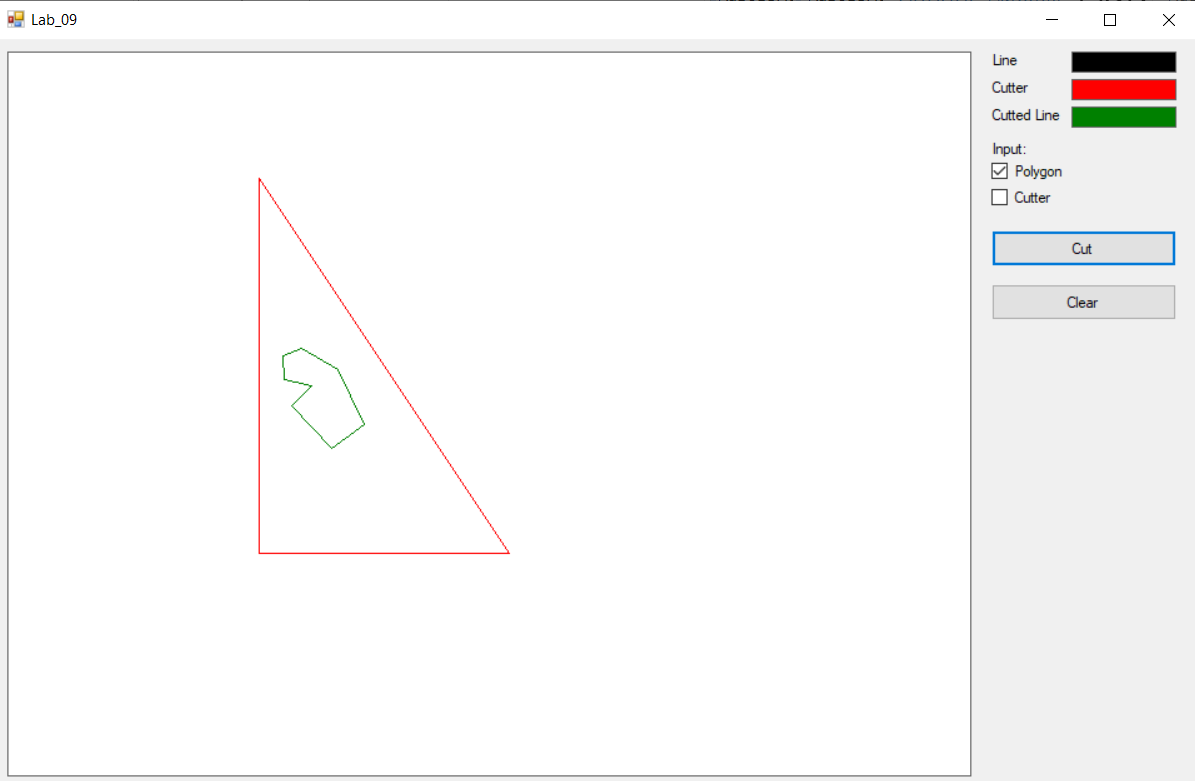 Lab_09
Line
Cutter
Cutted Line
Input:
Polygon
Cutter
Cut
Clear